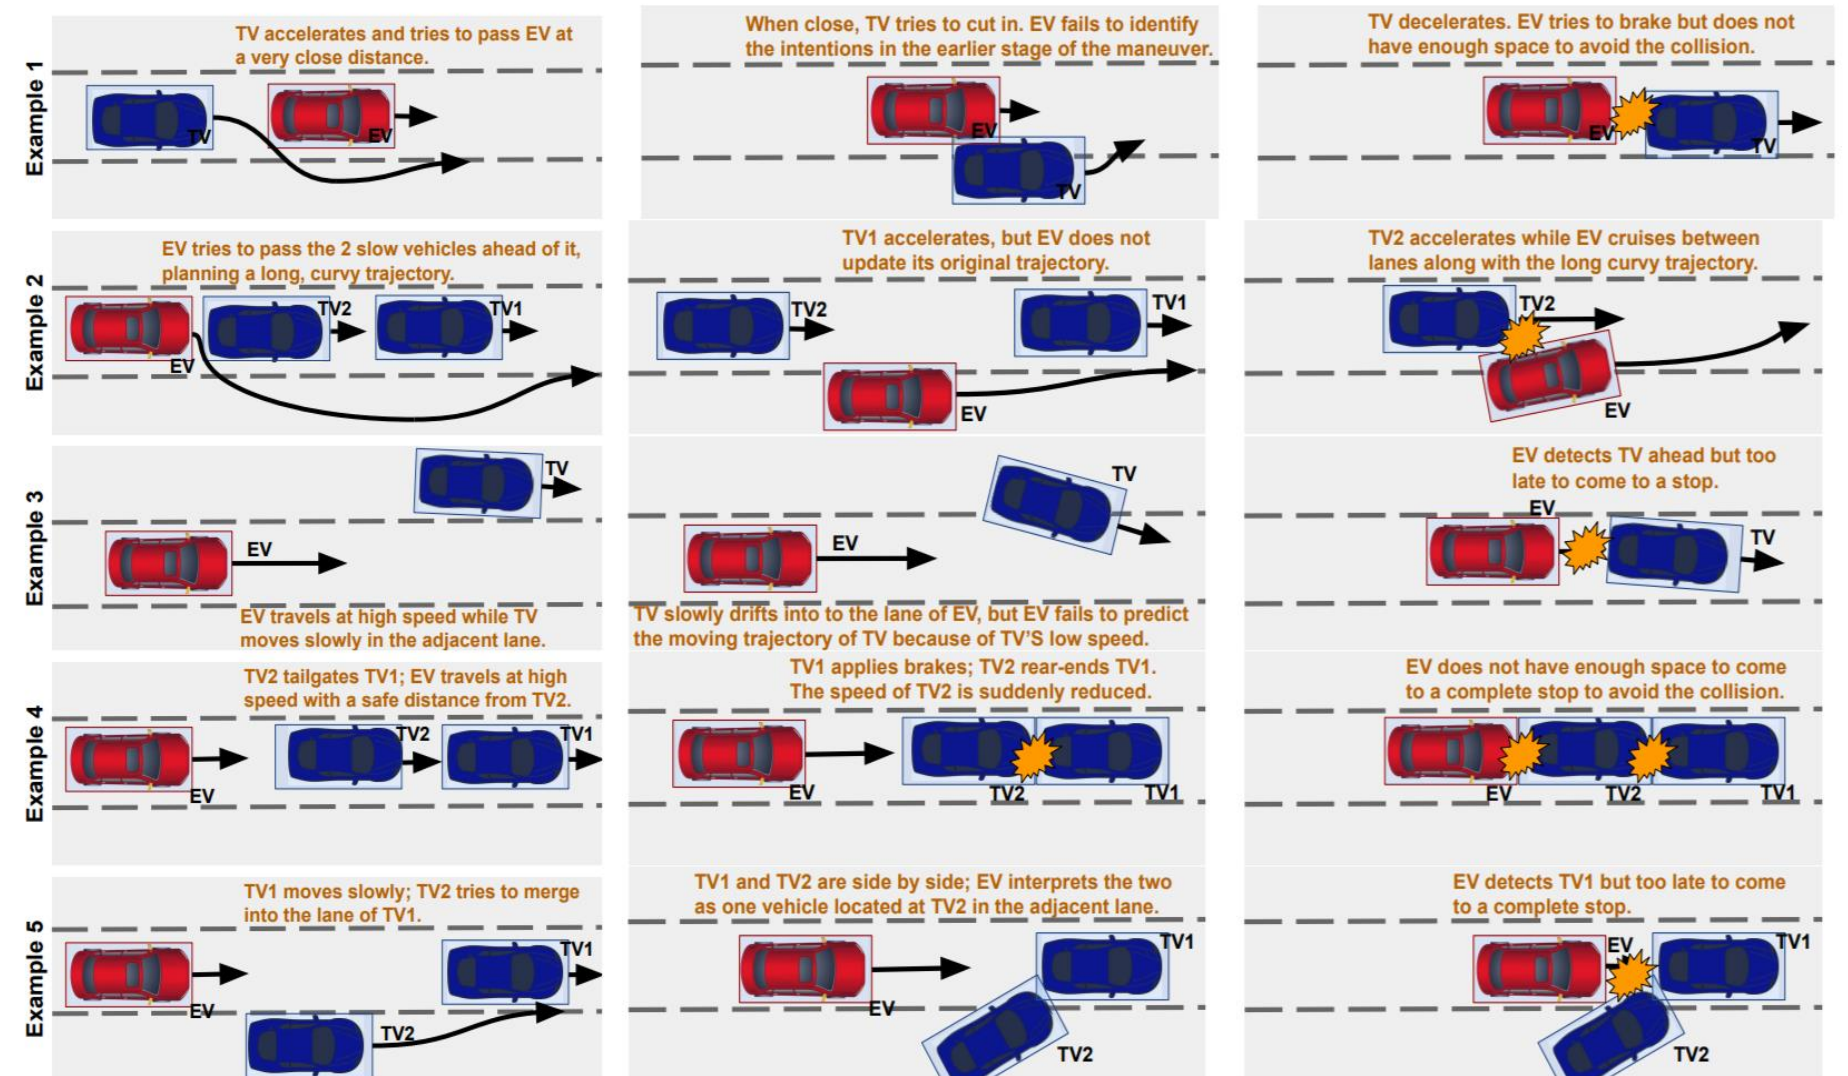 Example 1
TV accelerates and tries to pass EV at
a very close distance.
TV
EV
When close, TV tries to cut in. EV fails to identify
the intentions in the earlier stage of the maneuver.
EV
TV
TV decelerates. EV tries to brake but does not
have enough space to avoid the collision.
EV
TV
Example 2
EV tries to pass the 2 slow vehicles ahead of it,
planning a long, curvy trajectory.
TV2
TV1
EV
TV1 accelerates, but EV does not
update its original trajectory.
TV2
TV1
EV
TV2 accelerates while EV cruises between
lanes along with the long curvy trajectory.
TV2
EV
Example 3
TV
EV
EV travels at high speed while TV
moves slowly in the adjacent lane.
TV
EV
TV slowly drifts into to the lane of EV, but EV fails to predict
the moving trajectory of TV because of TV'S low speed.
EV detects TV ahead but too
late to come to a stop.
EV
TV
Example 4
TV2 tailgates TV1; EV travels at high
speed with a safe distance from TV2.
TV2
TV1
EV
TV1 applies brakes; TV2 rear-ends TV1.
The speed of TV2 is suddenly reduced.
EV
TV2
TV1
EV does not have enough space to come
to a complete stop to avoid the collision.
EV
TV2
TV1
Example 5
TV1 moves slowly; TV2 tries to merge
into the lane of TV1.
TV1
EV
TV2
TV1 and TV2 are side by side; EV interprets the two
as one vehicle located at TV2 in the adjacent lane.
TV1
EV
TV2
EV detects TV1 but too late to come
to a complete stop.
EV
TV1
TV2